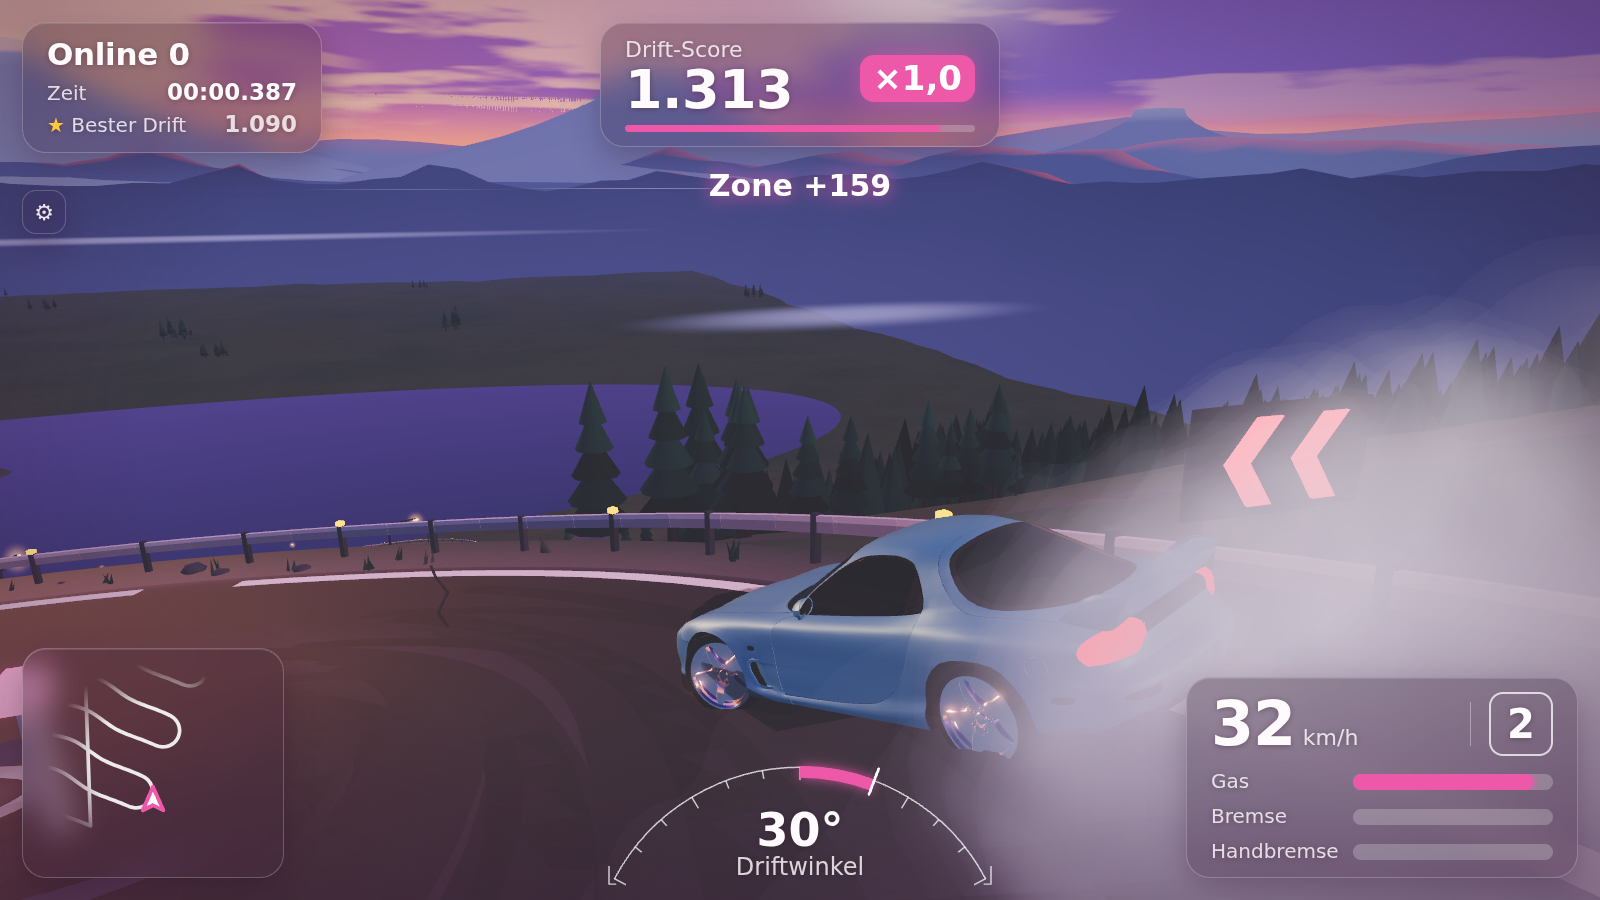 Online 0
Zeit 00:00.387
★ Bester Drift 1.090
Drift-Score
1.313
×1,0
Zone +159
30°
Driftwinkel
32 km/h
2
Gas
Bremse
Handbremse